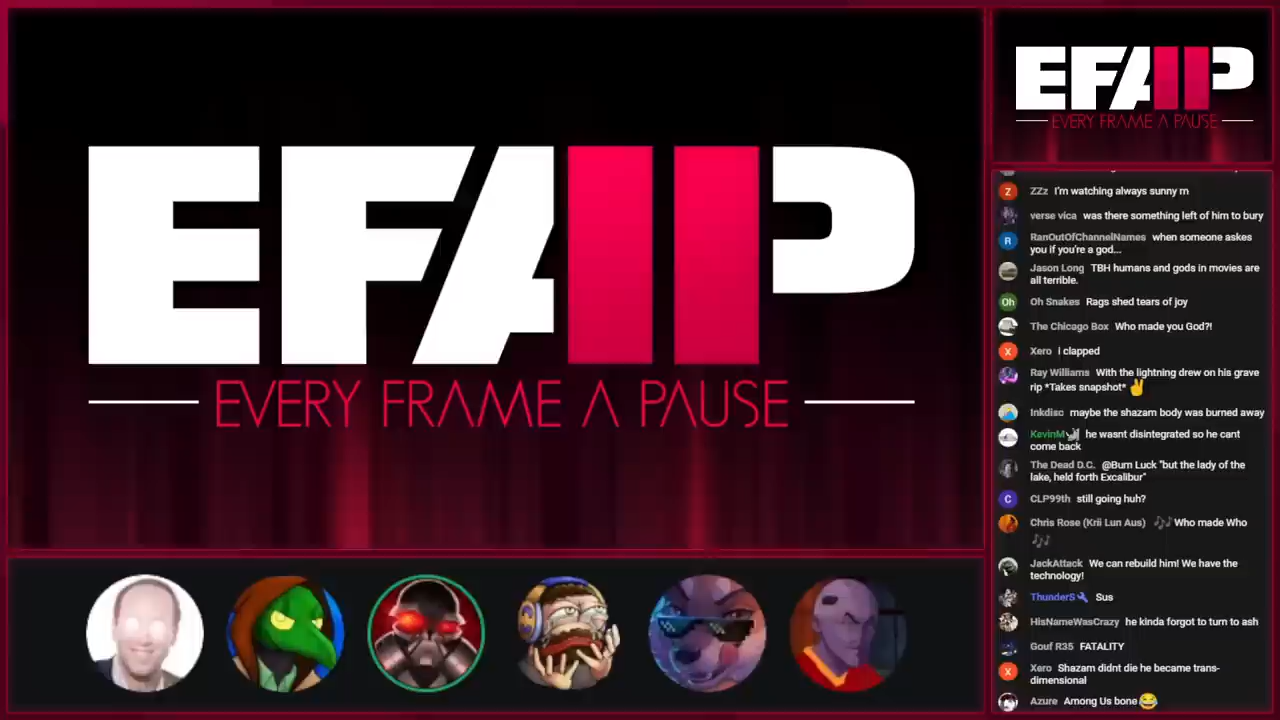 EFAP
EVERY FRAME A PAUSE
EFAP
EVERY FRAME A PAUSE
Z ZZz I'm watching always sunny rn
verse vica was there something left of him to bury
R RanOutOfChannelNames when someone askes
you if you're a god...
Jason Long TBH humans and gods in movies are
all terrible.
Oh Oh Snakes Rags shed tears of joy
The Chicago Box Who made you God?!
X Xero i clapped
Ray Williams With the lightning drew on his grave
rip *Takes snapshot* ✌
Inkdisc maybe the shazam body was burned away
KevinM he wasnt disintegrated so he cant
come back
The Dead D.C. @Burn Luck "but the lady of the
lake, held forth Excalibur"
C CLP99th still going huh?
Chris Rose (Krii Lun Aus) 🎶Who made Who
🎶
JackAttack We can rebuild him! We have the
technology!
ThunderS Sus
HisNameWasCrazy he kinda forgot to turn to ash
Gouf R35 FATALITY
X Xero Shazam didnt die he became trans-
dimensional
Azure Among Us bone😂